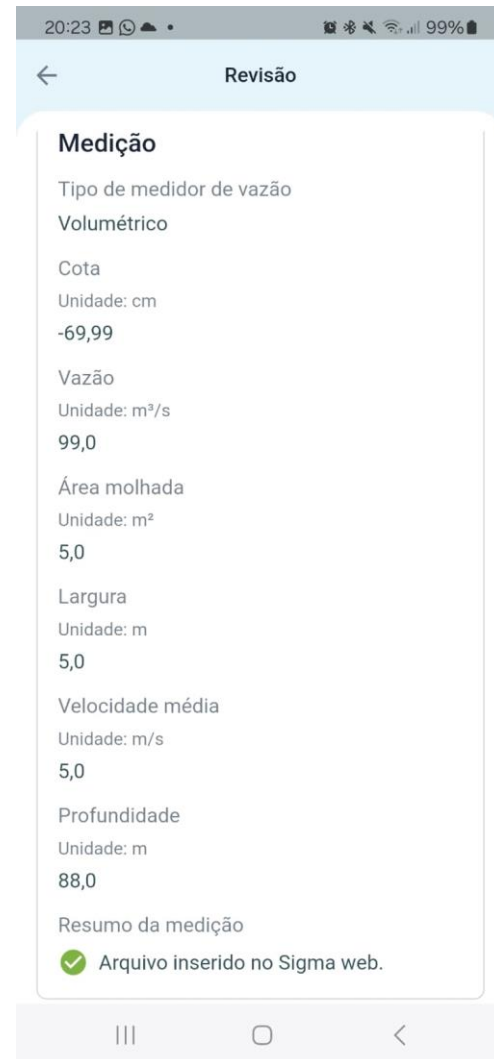 20:23 99%
Revisão
Medição
Tipo de medidor de vazão
Volumétrico
Cota
Unidade: cm
-69,99
Vazão
Unidade: m³/s
99,0
Área molhada
Unidade: m²
5,0
Largura
Unidade: m
5,0
Velocidade média
Unidade: m/s
5,0
Profundidade
Unidade: m
88,0
Resumo da medição
Arquivo inserido no Sigma web.